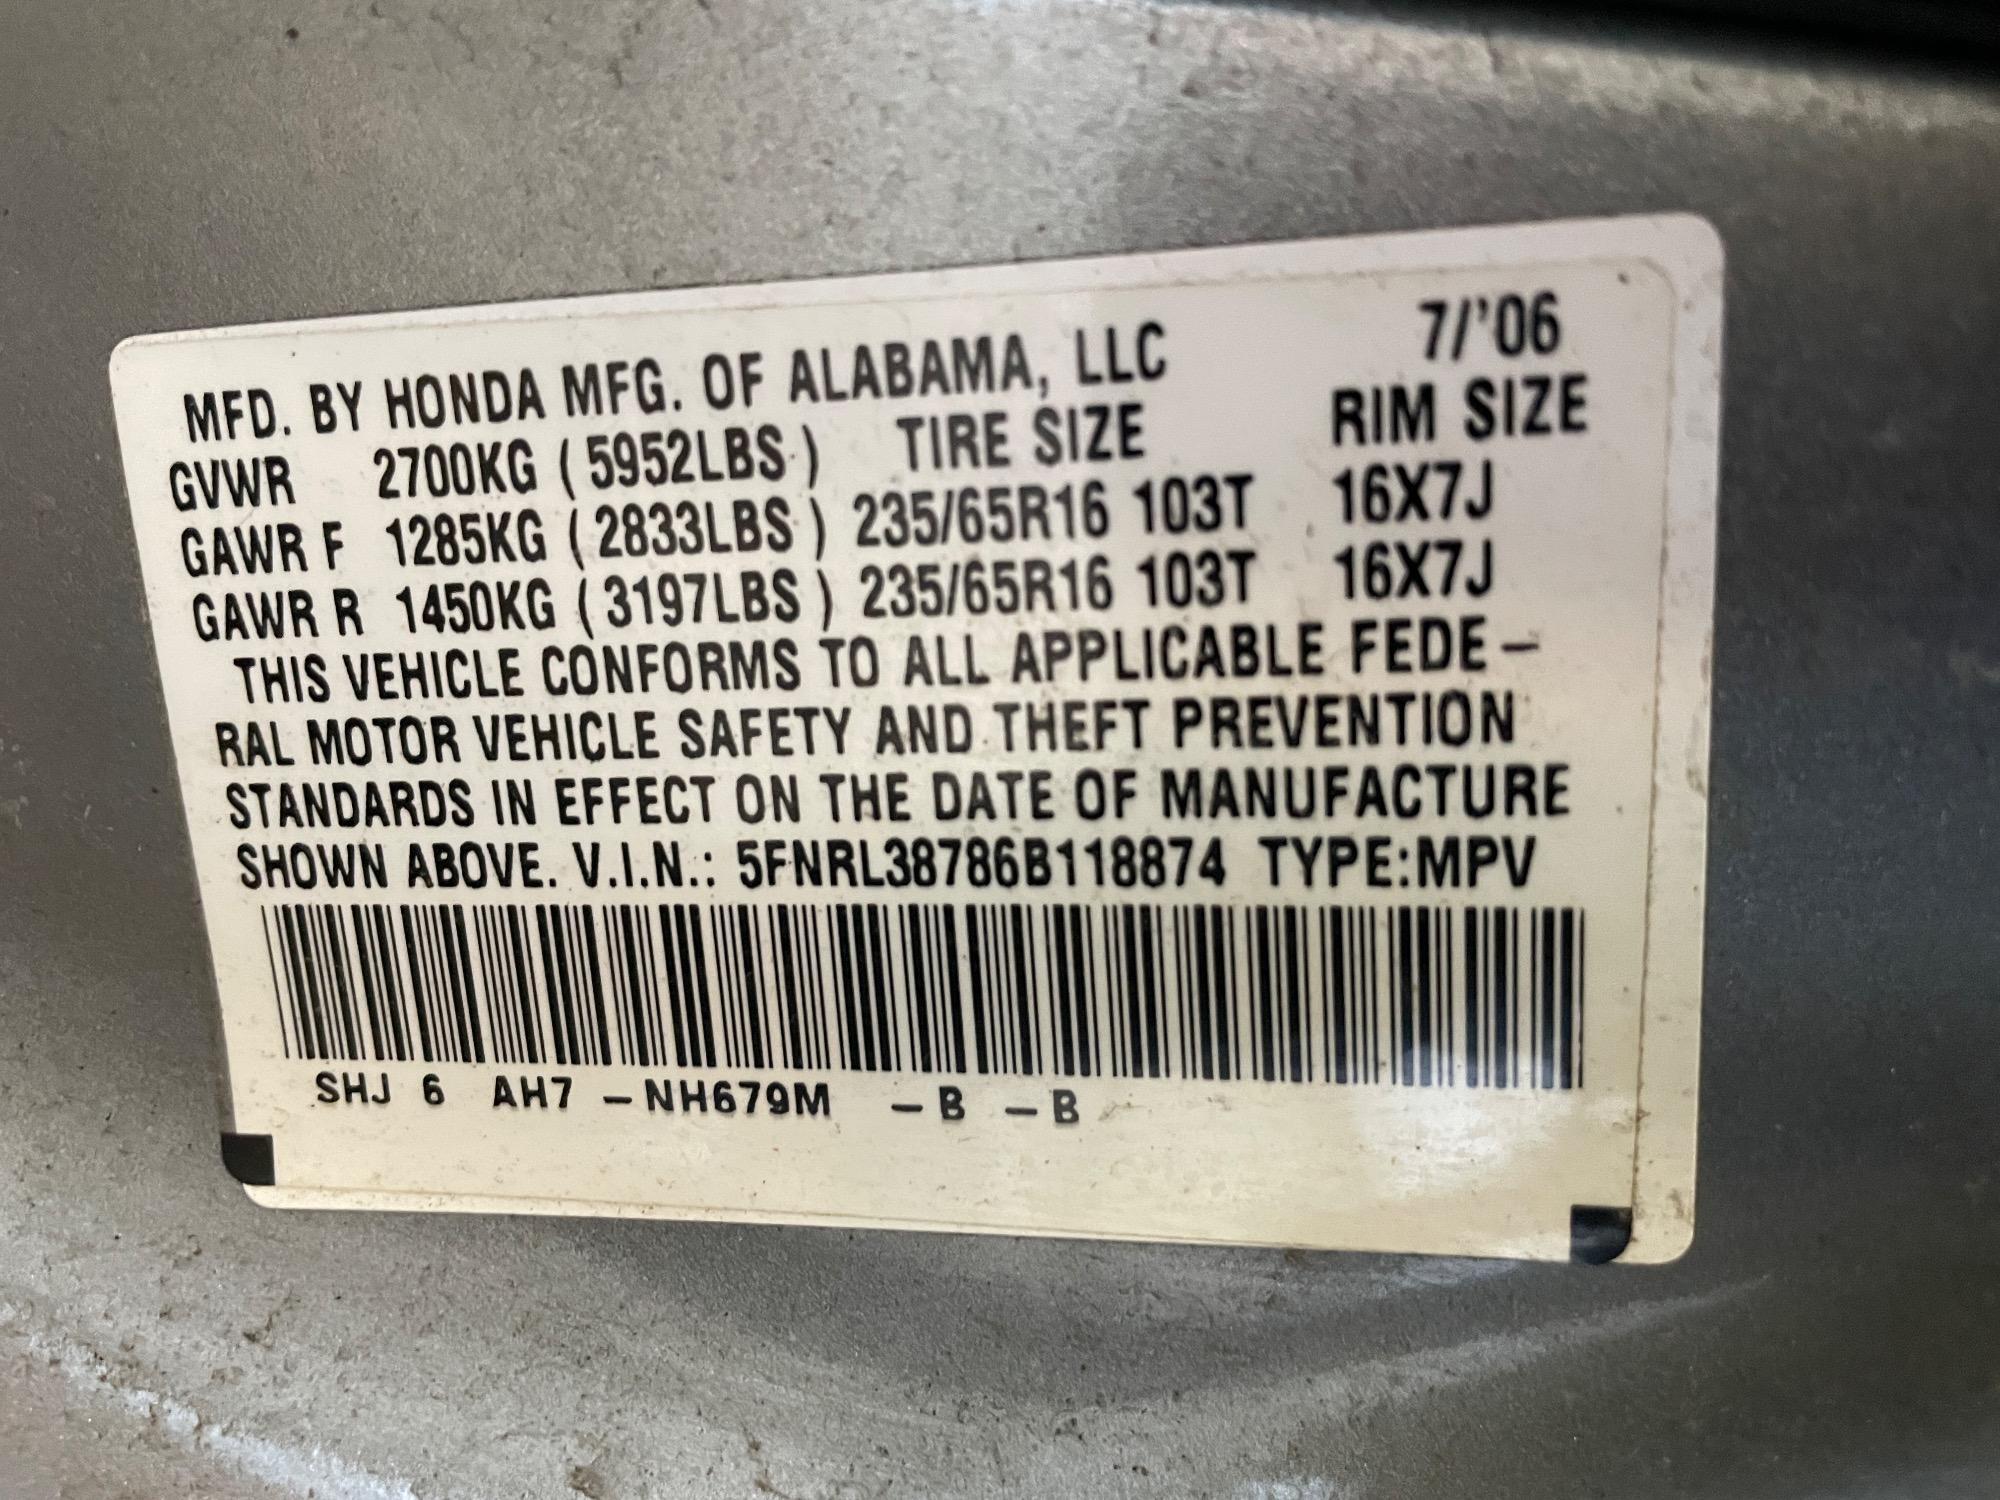 MFD. BY HONDA MFG. OF ALABAMA, LLC 7/'06
GVWR 2700KG (5952LBS) TIRE SIZE RIM SIZE
GAWR F 1285KG (2833LBS) 235/65R16 103T 16X7J
GAWR R 1450KG (3197LBS) 235/65R16 103T 16X7J
THIS VEHICLE CONFORMS TO ALL APPLICABLE FEDE-
RAL MOTOR VEHICLE SAFETY AND THEFT PREVENTION
STANDARDS IN EFFECT ON THE DATE OF MANUFACTURE
SHOWN ABOVE. V.I.N.: 5FNRL38786B118874 TYPE:MPV
SHJ 6 AH7 -NH679M -B -B